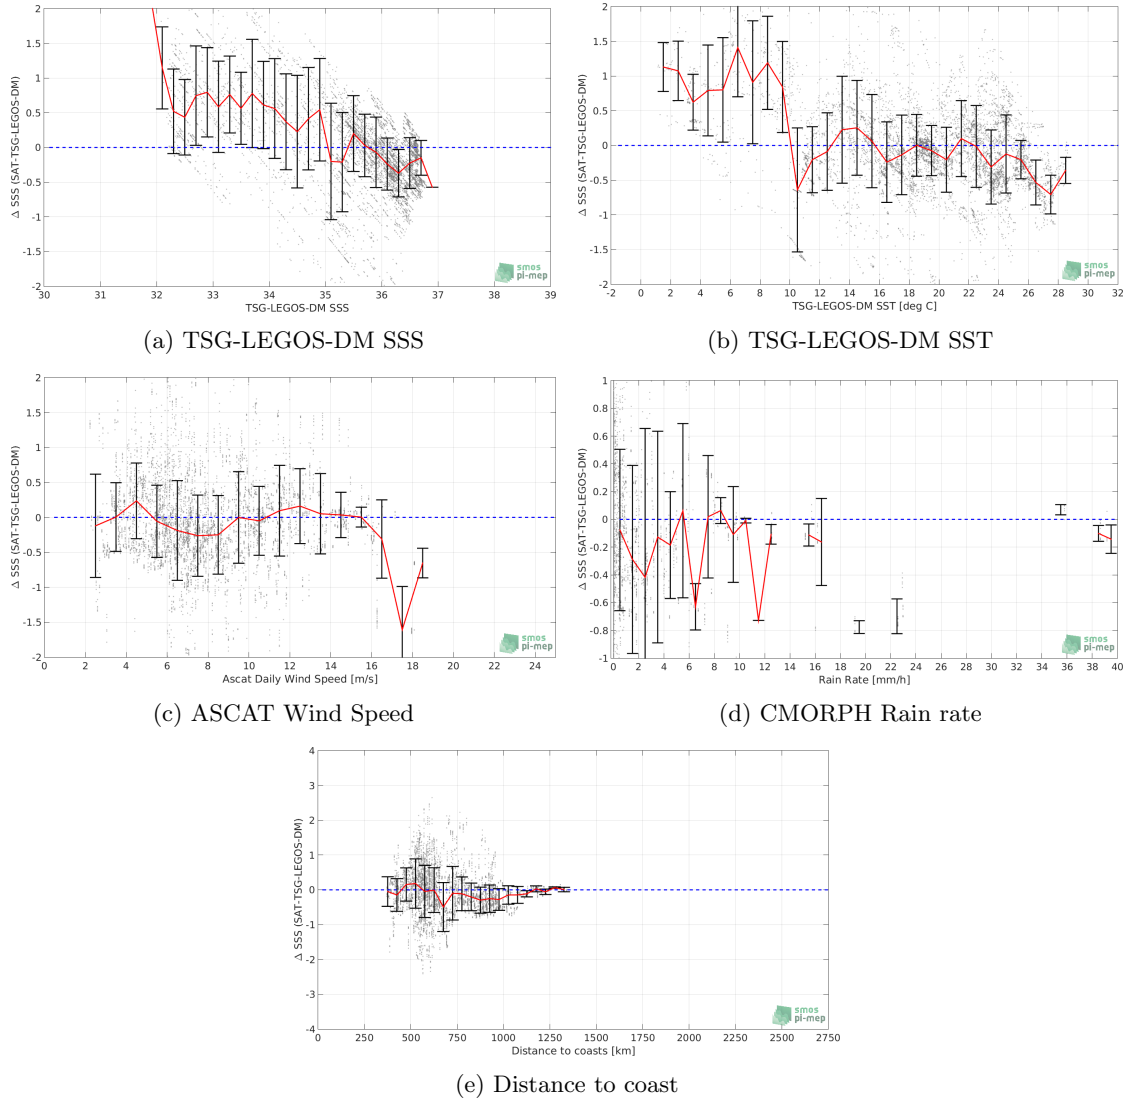 2
1.5
1
0.5
0
-0.5
-1
-1.5
-2
Δ SSS (SAT-TSG-LEGOS-DM)
30 31 32 33 34 35 36 37 38 39
TSG-LEGOS-DM SSS
smos
pi-mep
(a) TSG-LEGOS-DM SSS
2
1.5
1
0.5
0
-0.5
-1
-1.5
-2
Δ SSS (SAT-TSG-LEGOS-DM)
-2 0 2 4 6 8 10 12 14 16 18 20 22 24 26 28 30 32
TSG-LEGOS-DM SST [deg C]
smos
pi-mep
(b) TSG-LEGOS-DM SST
2
1.5
1
0.5
0
-0.5
-1
-1.5
-2
Δ SSS (SAT-TSG-LEGOS-DM)
0 2 4 6 8 10 12 14 16 18 20 22 24
Ascat Daily Wind Speed [m/s]
smos
pi-mep
(c) ASCAT Wind Speed
1
0.8
0.6
0.4
0.2
0
-0.2
-0.4
-0.6
-0.8
-1
Δ SSS (SAT-TSG-LEGOS-DM)
0 2 4 6 8 10 12 14 16 18 20 22 24 26 28 30 32 34 36 38 40
Rain Rate [mm/h]
smos
pi-mep
(d) CMORPH Rain rate
4
3
2
1
0
-1
-2
-3
-4
Δ SSS (SAT-TSG-LEGOS-DM)
0 250 500 750 1000 1250 1500 1750 2000 2250 2500 2750
Distance to coasts [km]
smos
pi-mep
(e) Distance to coast